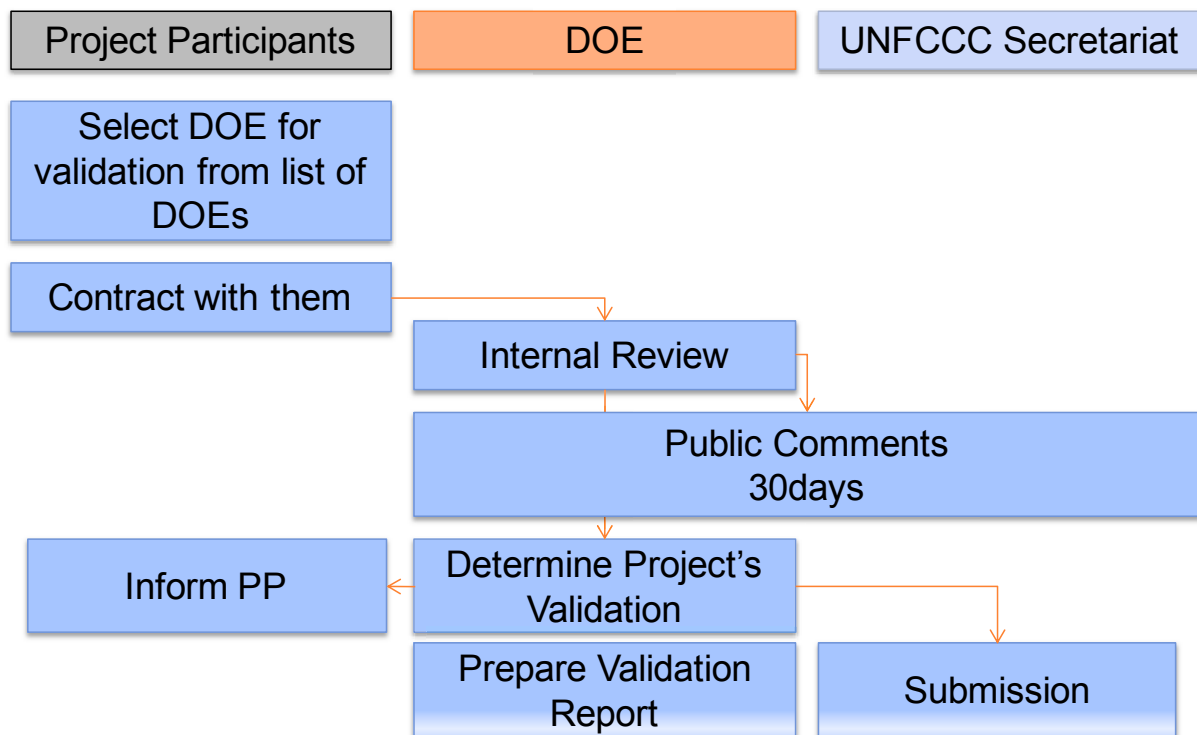 Project Participants
DOE
UNFCCC Secretariat
Select DOE for
validation from list of
DOEs
Contract with them
Internal Review
Public Comments
30days
Inform PP
Determine Project’s
Validation
Prepare Validation
Report
Submission